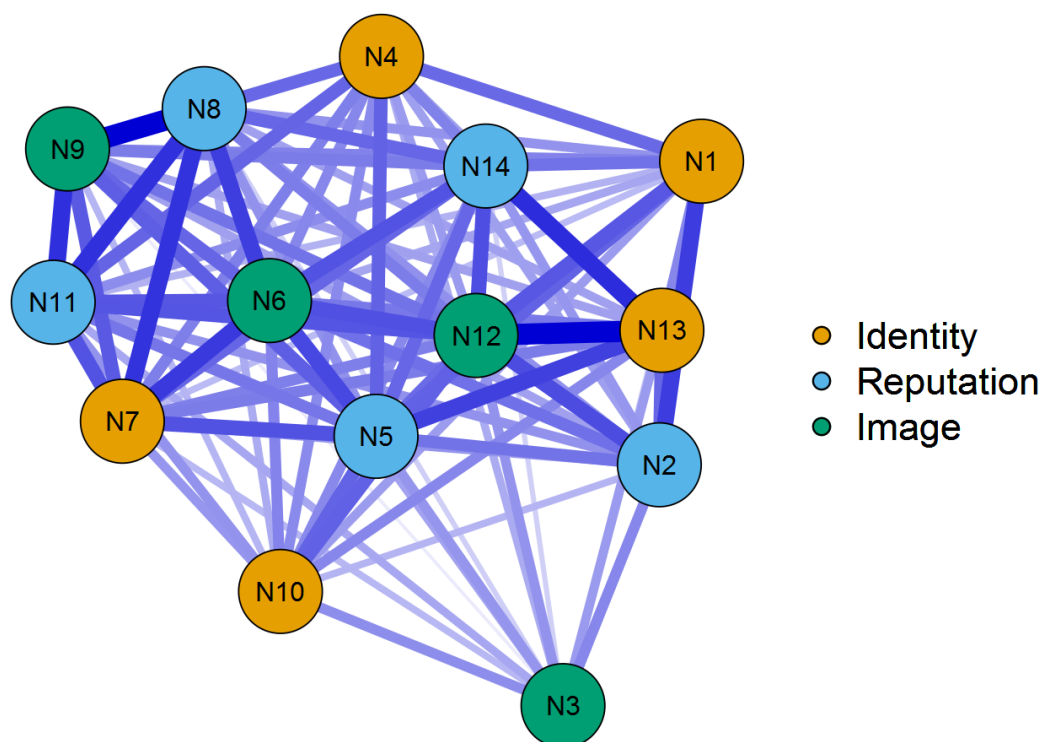 N4
N8
N9
N14
N1
N11
N6
N12
N13
Identity
Reputation
Image
N7
N5
N2
N10
N3